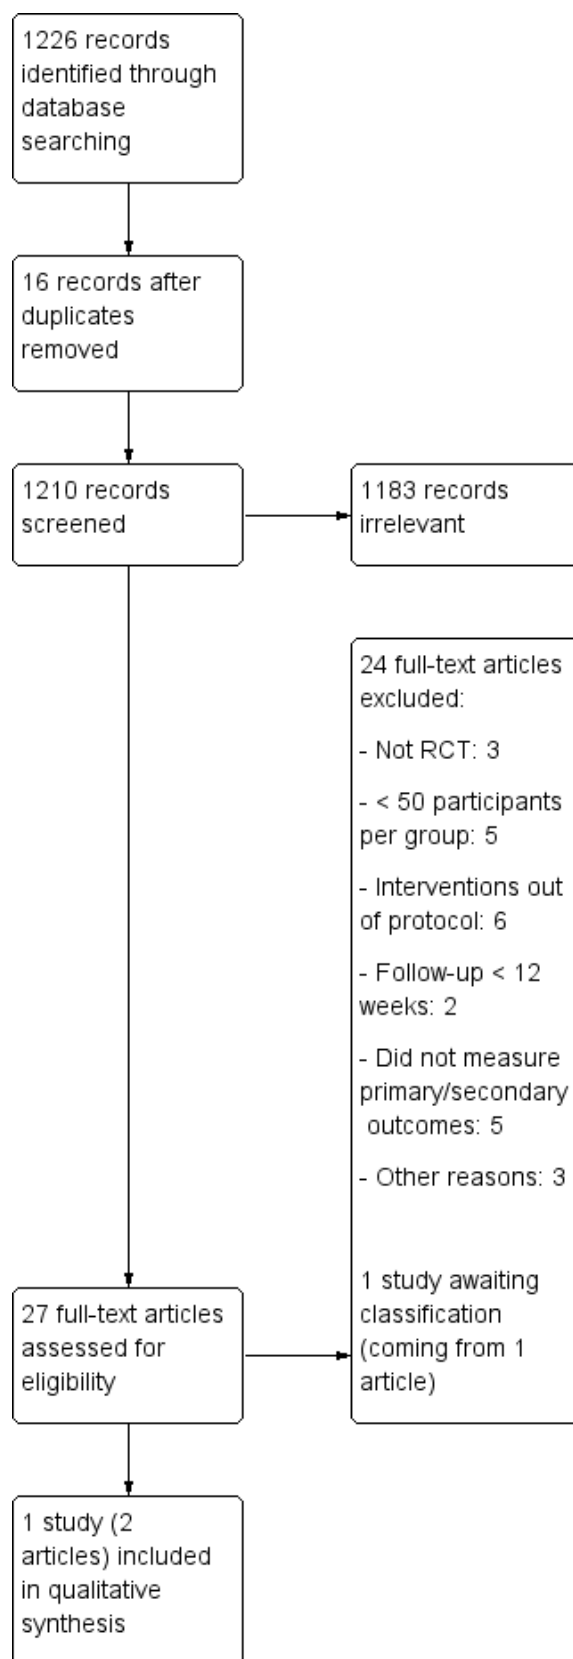 1226 records
identified through
database
searching
16 records after
duplicates
removed
1210 records
screened
1183 records
irrelevant
24 full-text articles
excluded:
- Not RCT: 3
- < 50 participants
per group: 5
- Interventions out
of protocol: 6
- Follow-up < 12
weeks: 2
- Did not measure
primary/secondary
outcomes: 5
- Other reasons: 3
1 study awaiting
classification
(coming from 1
article)
27 full-text articles
assessed for
eligibility
1 study (2
articles) included
in qualitative
synthesis